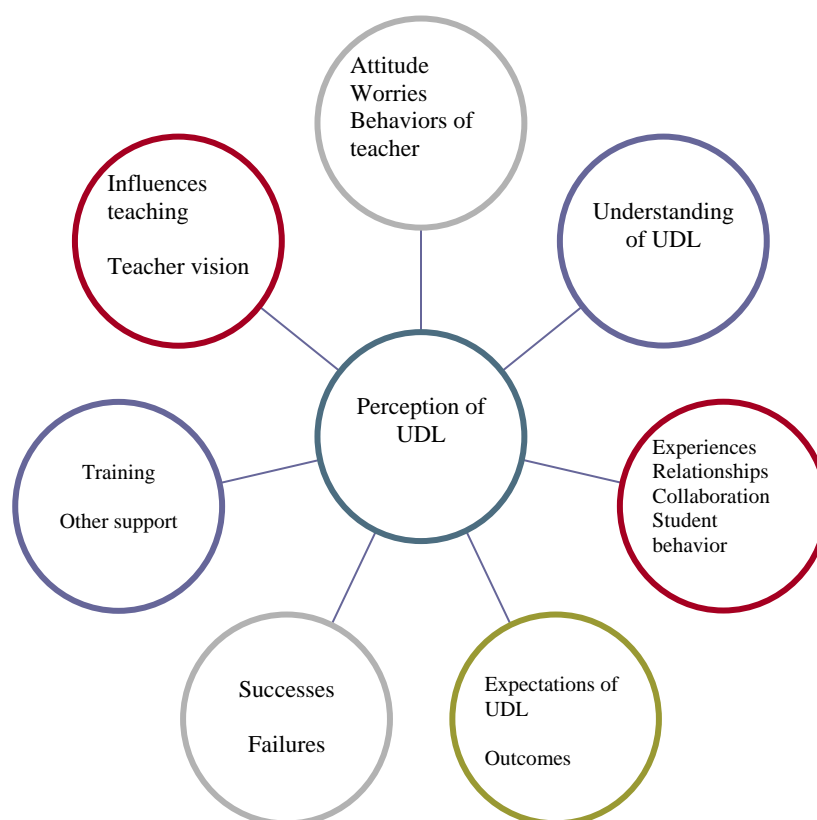 Attitude
Worries
Behaviors of
teacher
Influences
teaching
Teacher vision
Understanding
of UDL
Perception of
UDL
Training
Other support
Experiences
Relationships
Collaboration
Student
behavior
Successes
Failures
Expectations of
UDL
Outcomes